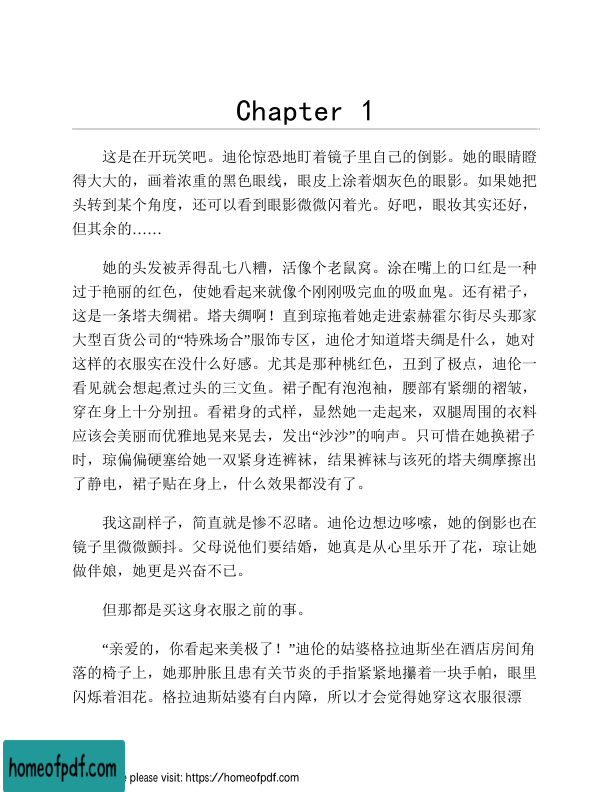 Chapter 1
这是在开玩笑吧。迪伦惊恐地盯着镜子里自己的倒影。她的眼睛瞪
得大大的，画着浓重的黑色眼线，眼皮上涂着烟灰色的眼影。如果她把
头转到某个角度，还可以看到眼影微微闪着光。好吧，眼妆其实还好，
但其余的……
她的头发被弄得乱七八糟，活像个老鼠窝。涂在嘴上的口红是一种
过于艳丽的红色，使她看起来就像个刚刚吸完血的吸血鬼。还有裙子，
这是一条塔夫绸裙。塔夫绸啊！直到琼拖着她走进索赫霍尔街尽头那家
大型百货公司的“特殊场合”服饰专区，迪伦才知道塔夫绸是什么，她对
这样的衣服实在没什么好感。尤其是那种桃红色，丑到了极点，迪伦一
看见就会想起煮过头的三文鱼。裙子配有泡泡袖，腰部有紧绷的褶皱，
穿在身上十分别扭。看裙身的式样，显然她一走起来，双腿周围的衣料
应该会美丽而优雅地晃来晃去，发出“沙沙”的响声。只可惜在她换裙子
时，琼偏偏硬塞给她一双紧身连裤袜，结果裤袜与该死的塔夫绸摩擦出
了静电，裙子贴在身上，什么效果都没有了。
我这副样子，简直就是惨不忍睹。迪伦边想边哆嗦，她的倒影也在
镜子里微微颤抖。父母说他们要结婚，她真是从心里乐开了花，琼让她
做伴娘，她更是兴奋不已。
但那都是买这身衣服之前的事。
“亲爱的，你看起来美极了！”迪伦的姑婆格拉迪斯坐在酒店房间角
落的椅子上，她那肿胀且患有关节炎的手指紧紧地攥着一块手帕，眼里
闪烁着泪花。格拉迪斯姑婆有白内障，所以才会觉得她穿这衣服很漂
homeofpdf.com
e please visit: https://homeofpdf.com